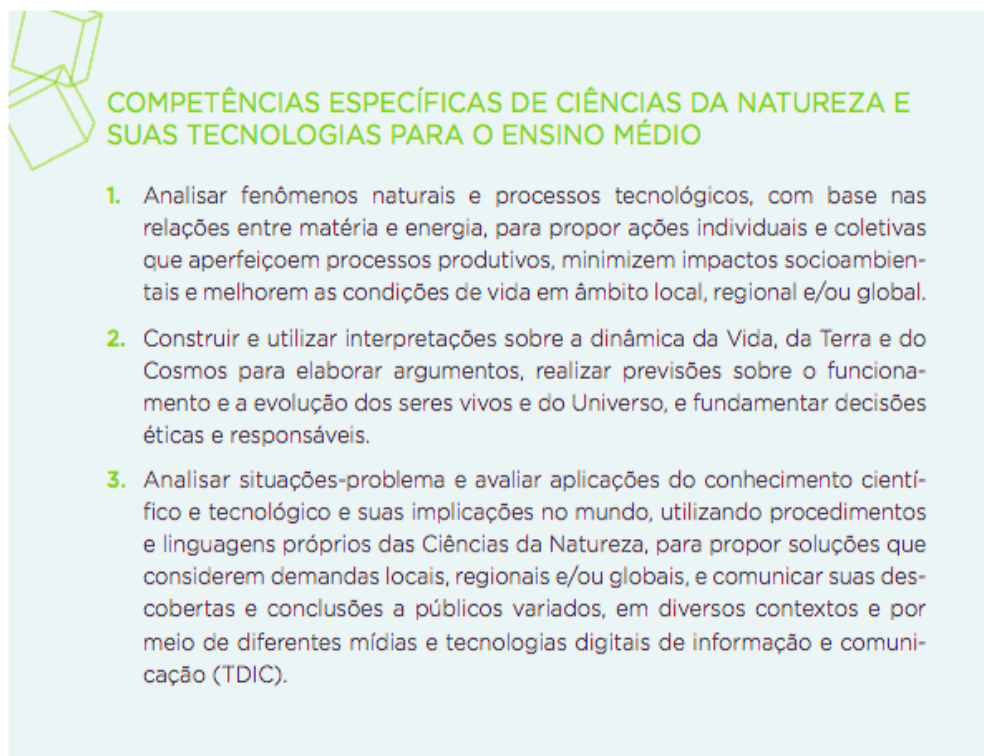 COMPETÊNCIAS ESPECÍFICAS DE CIÊNCIAS DA NATUREZA E
SUAS TECNOLOGIAS PARA O ENSINO MÉDIO
1. Analisar fenômenos naturais e processos tecnológicos, com base nas
relações entre matéria e energia, para propor ações individuais e coletivas
que aperfeiçoem processos produtivos, minimizem impactos socioambien-
tais e melhorem as condições de vida em âmbito local, regional e/ou global.
2. Construir e utilizar interpretações sobre a dinâmica da Vida, da Terra e do
Cosmos para elaborar argumentos, realizar previsões sobre o funciona-
mento e a evolução dos seres vivos e do Universo, e fundamentar decisões
éticas e responsáveis.
3. Analisar situações-problema e avaliar aplicações do conhecimento cientí-
fico e tecnológico e suas implicações no mundo, utilizando procedimentos
e linguagens próprios das Ciências da Natureza, para propor soluções que
considerem demandas locais, regionais e/ou globais, e comunicar suas des-
cobertas e conclusões a públicos variados, em diversos contextos e por
meio de diferentes mídias e tecnologias digitais de informação e comuni-
cação (TDIC).